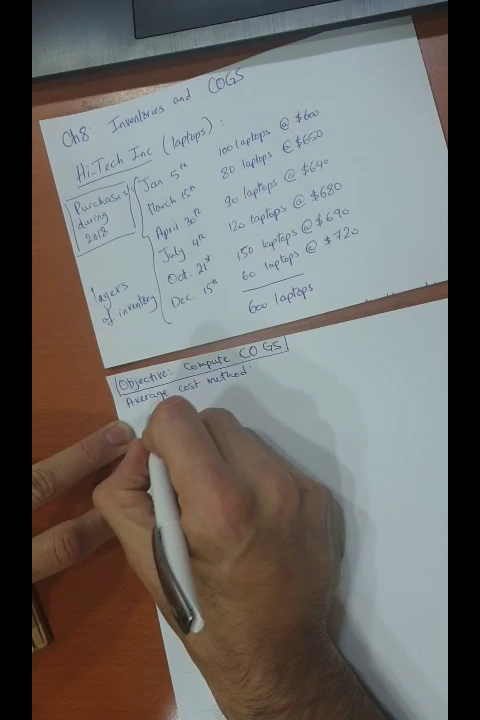 Ch8: Inventories and COGS
Hi-Tech Inc (laptops):
Purchases during 2018
layers of inventory
Jan 5th 100 laptops @ $600
March 15th 80 laptops @ $650
April 30th 90 laptops @ $640
July 4th 120 laptops @ $680
Oct. 21st 150 laptops @ $690
Dec. 15th 60 laptops @ $720
600 laptops
Objective: Compute COGS
Average cost method: